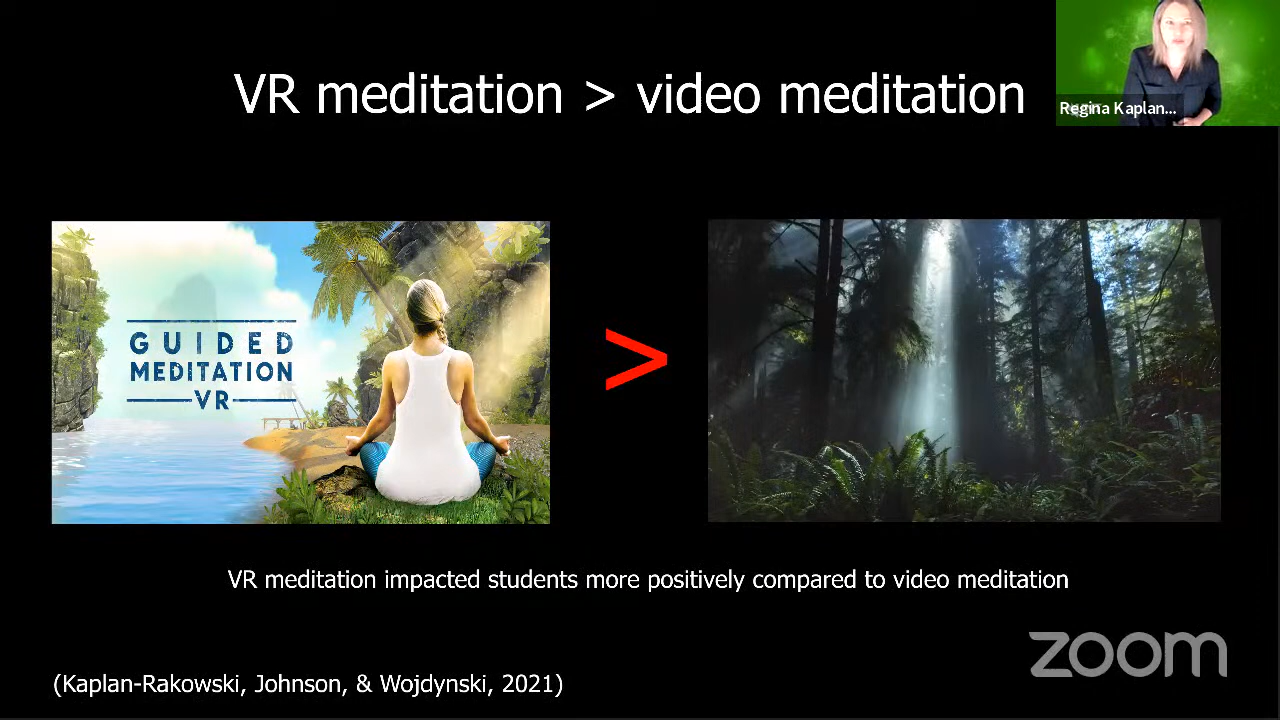 VR meditation > video meditation
Regina Kaplan...
GUIDED
MEDITATION
VR
>
VR meditation impacted students more positively compared to video meditation
zoom
(Kaplan-Rakowski, Johnson, & Wojdynski, 2021)